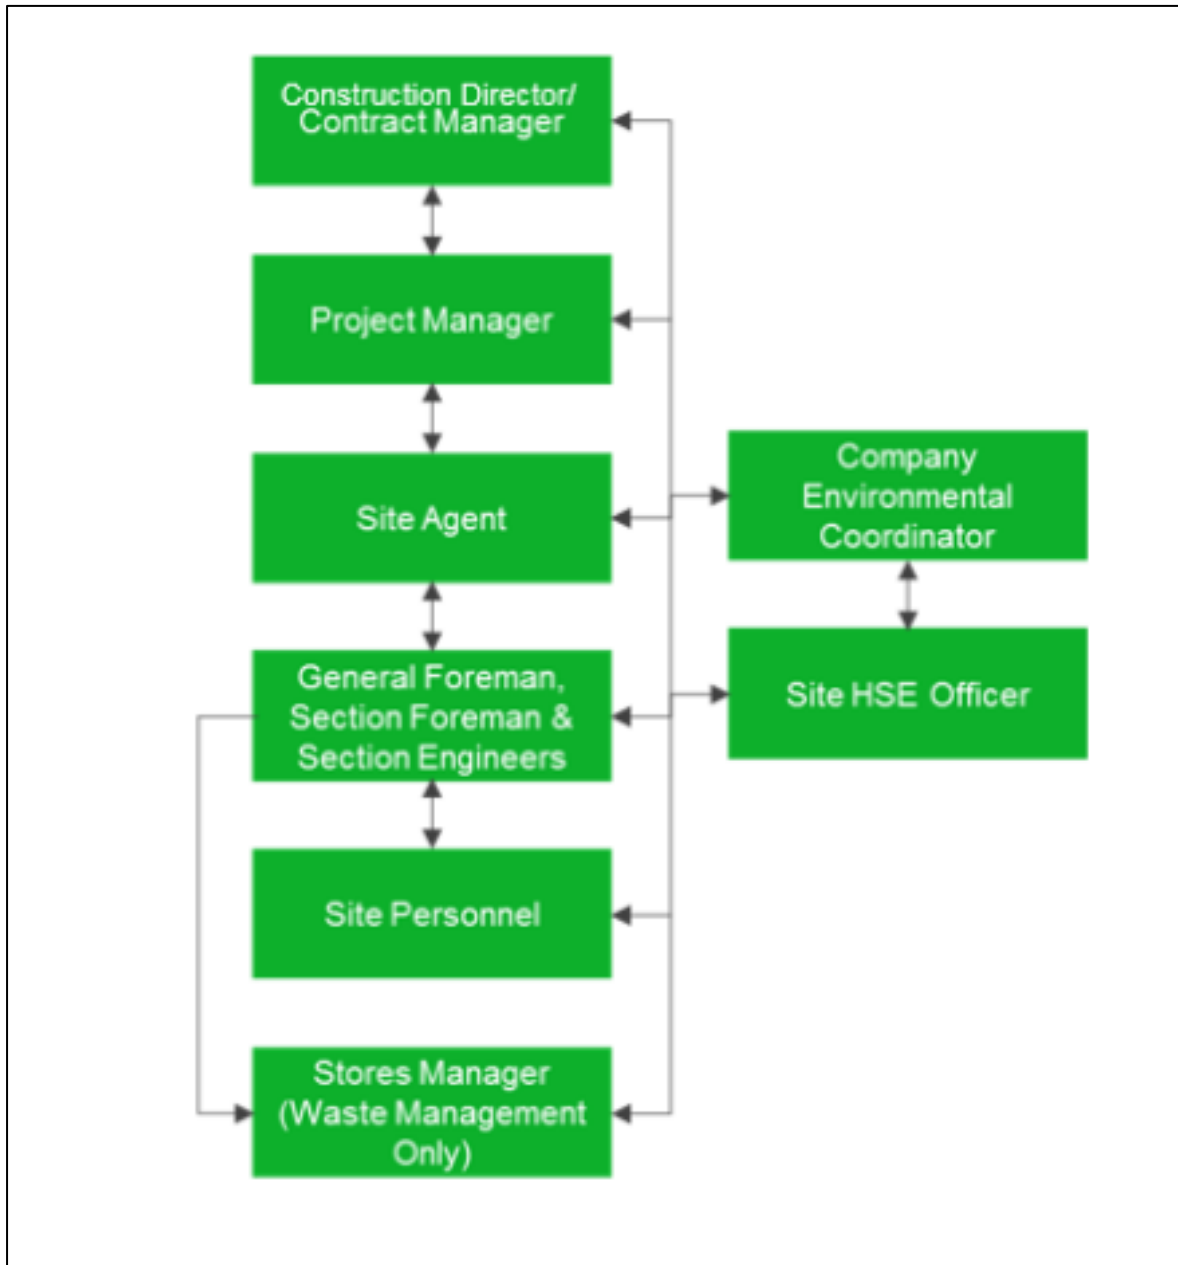 Construction Director/
Contract Manager
Project Manager
Site Agent
Company
Environmental
Coordinator
General Foreman,
Section Foreman &
Section Engineers
Site HSE Officer
Site Personnel
Stores Manager
(Waste Management
Only)